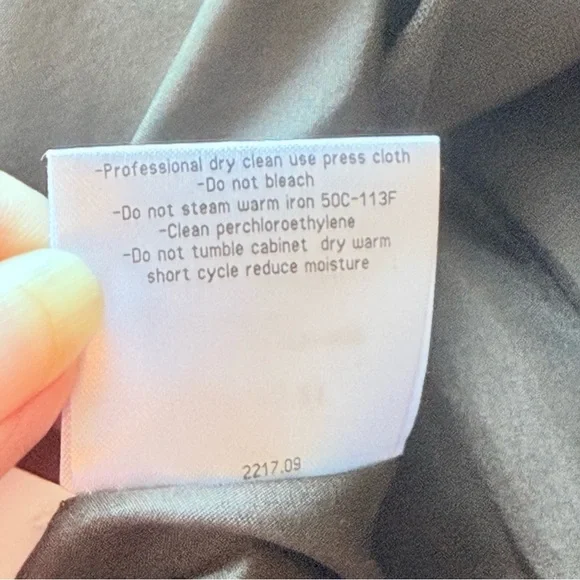 -Professional dry clean use press cloth
-Do not bleach
-Do not steam warm iron 50C-113F
-Clean perchloroethylene
-Do not tumble cabinet dry warm
short cycle reduce moisture
2217.09